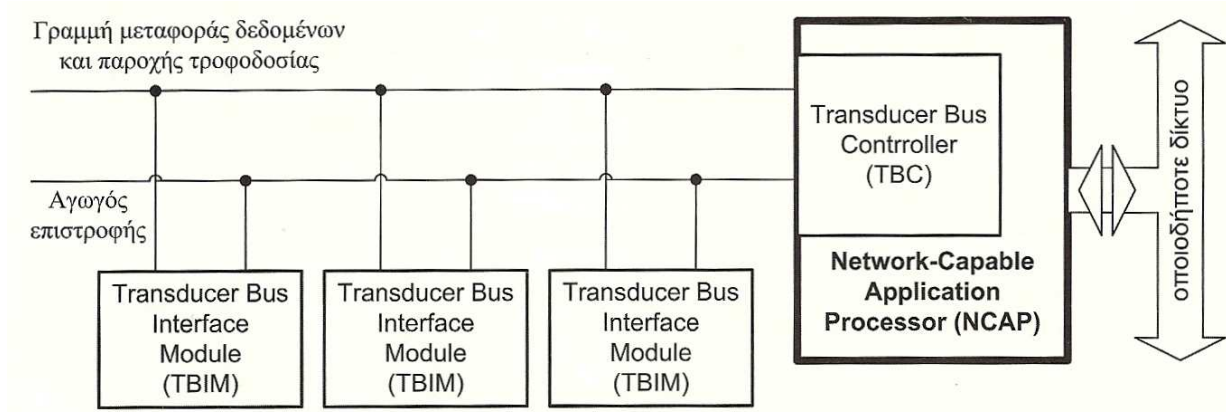 Γραμμή μεταφοράς δεδομένων
και παροχής τροφοδοσίας
Transducer Bus
Contrroller
(TBC)
Αγωγός
επιστροφής
Network-Capable
Application
Processor (NCAP)
οποιοδήποτε δίκτυο
Transducer Bus
Interface
Module
(TBIM)
Transducer Bus
Interface
Module
(TBIM)
Transducer Bus
Interface
Module
(TBIM)